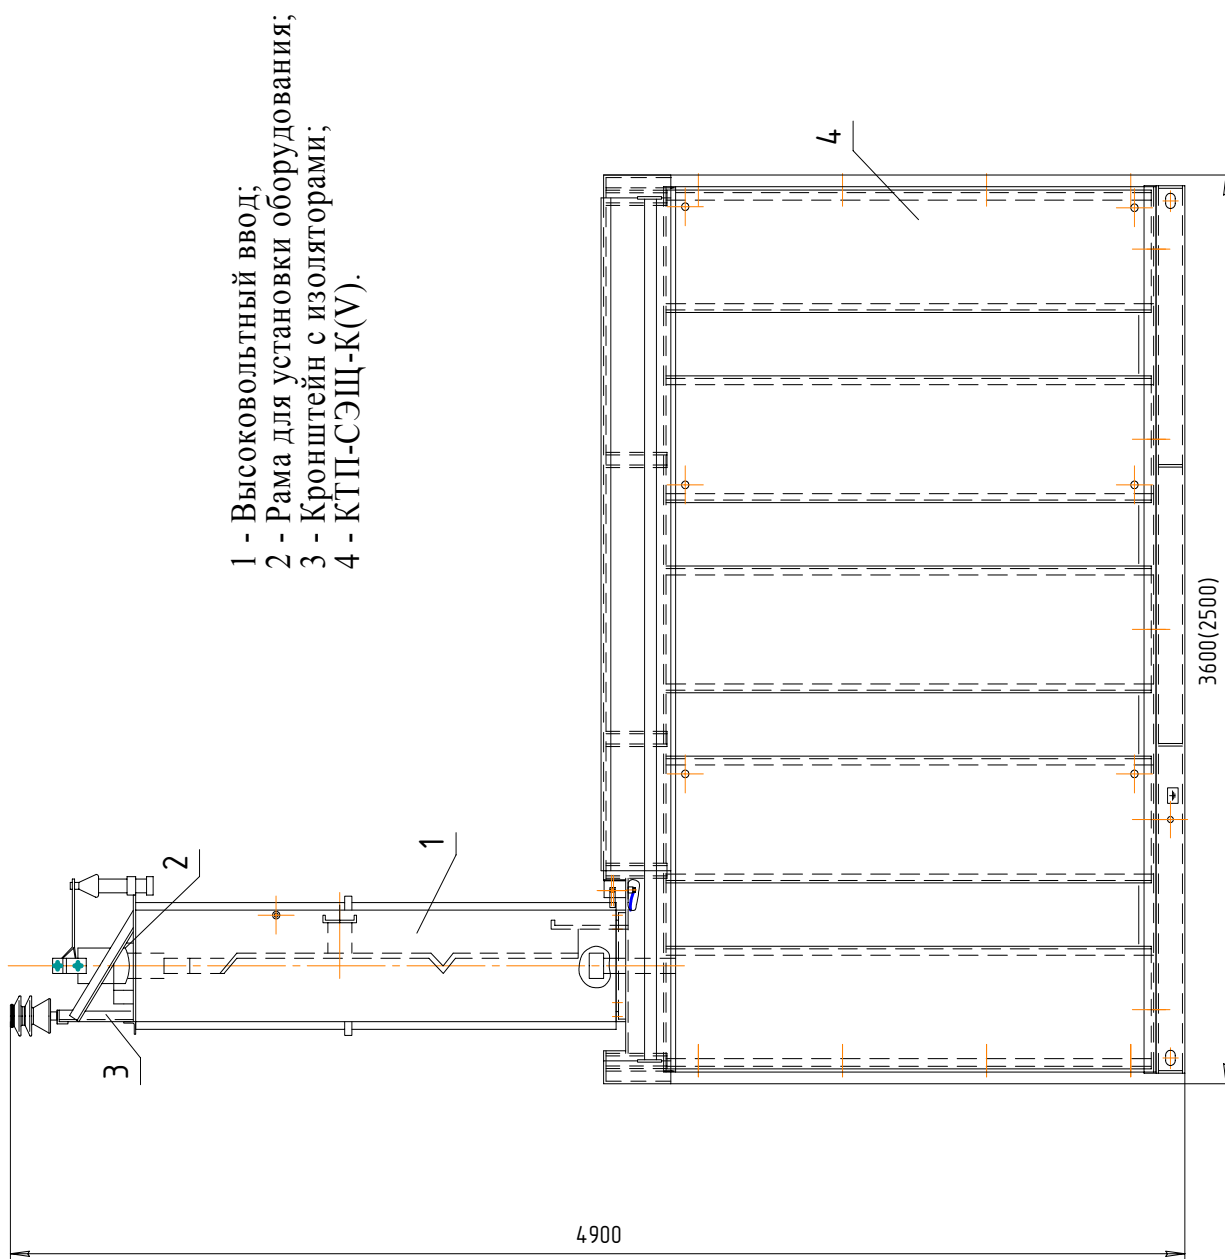 1 - Высоковольтный ввод;
2 - Рама для установки оборудования;
3 - Кронштейн с изоляторами;
4 - КТП-СЭЩ-К(V).
4
1
2
3
3600(2500)
4900